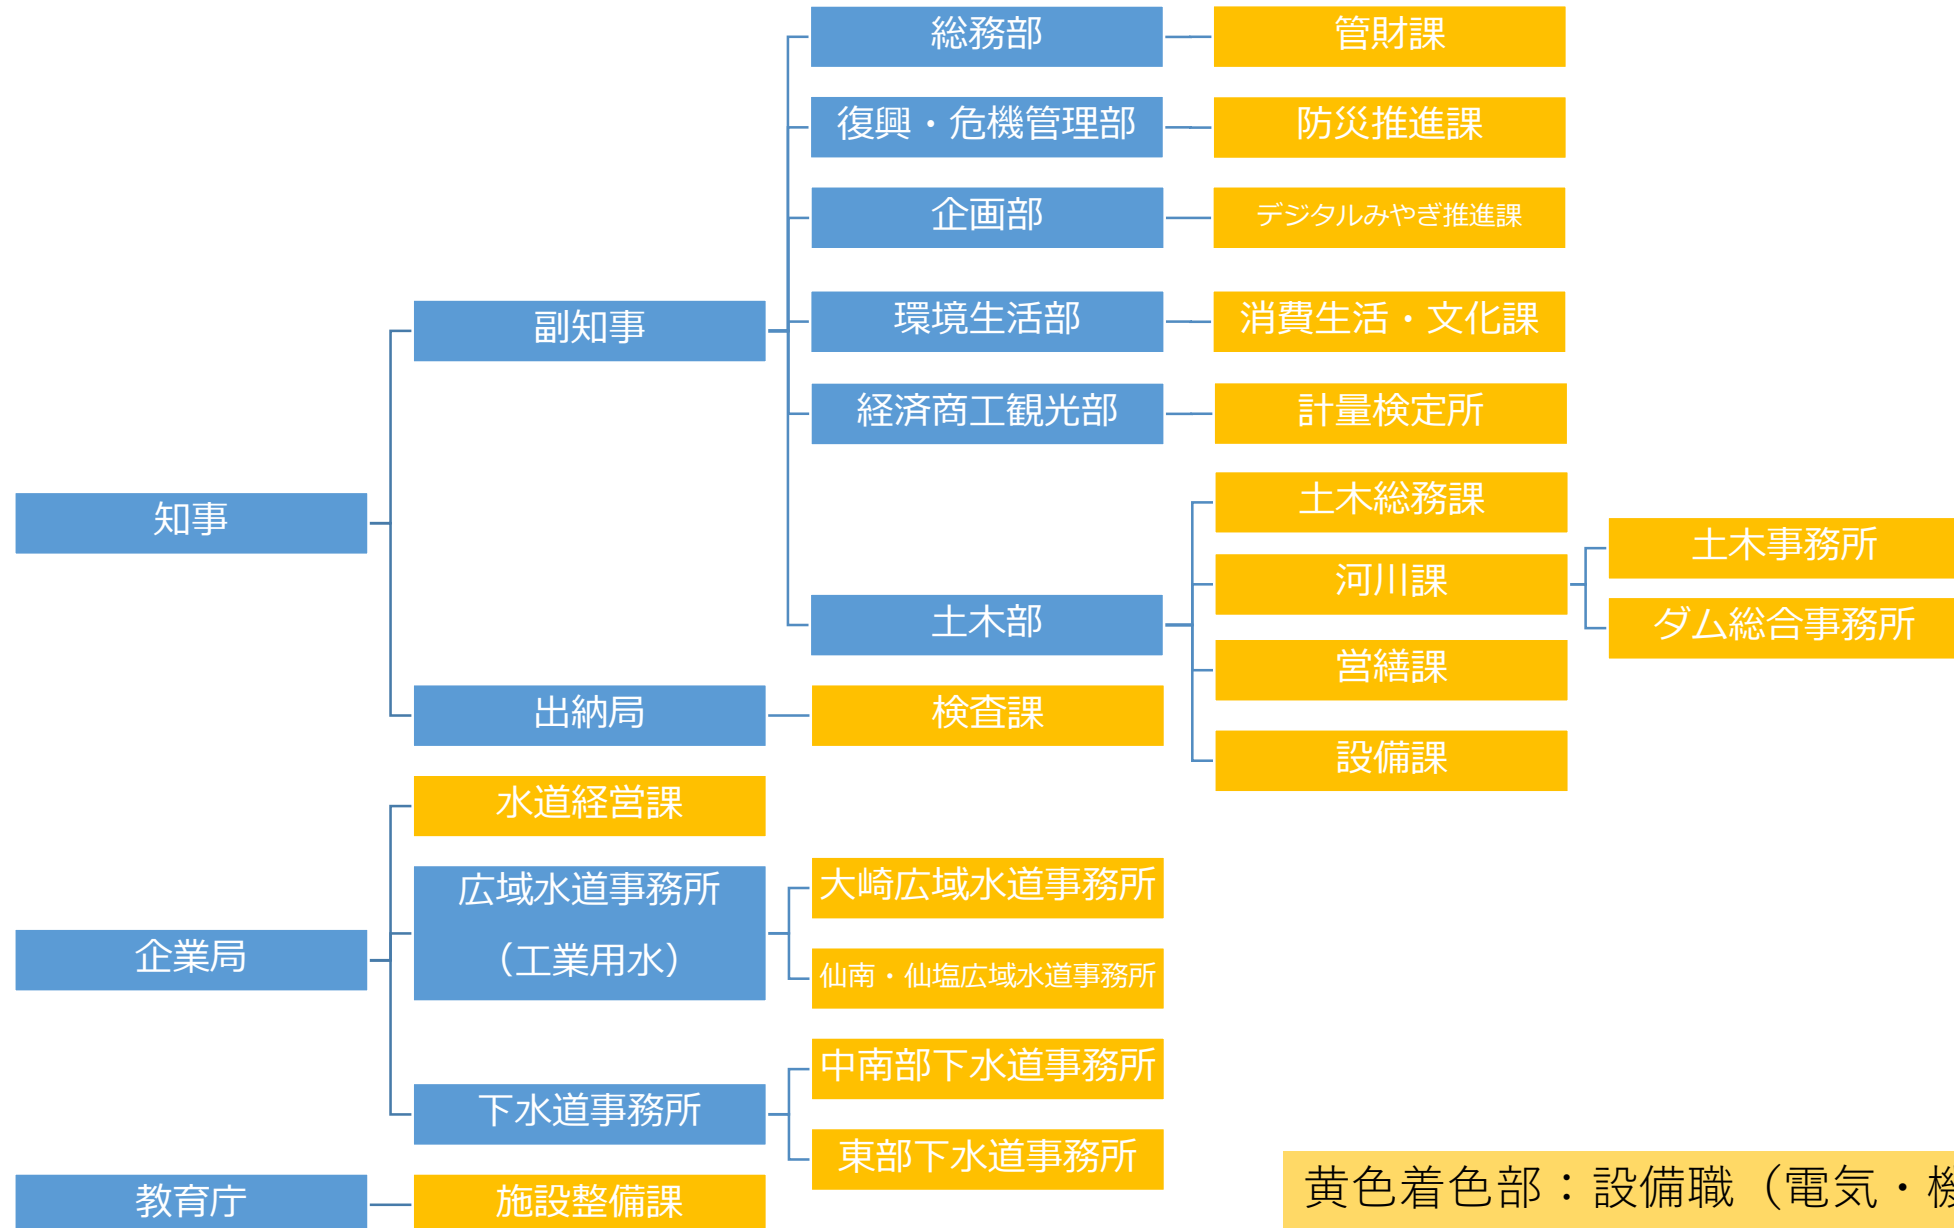 総務部
管財課
復興・危機管理部
防災推進課
企画部
デジタルみやぎ推進課
副知事
環境生活部
消費生活・文化課
経済商工観光部
計量検定所
知事
土木総務課
河川課
土木事務所
土木部
ダム総合事務所
営繕課
出納局
検査課
設備課
水道経営課
広域水道事務所
（工業用水）
大崎広域水道事務所
企業局
仙南・仙塩広域水道事務所
中南部下水道事務所
下水道事務所
東部下水道事務所
教育庁
施設整備課
黄色着色部：設備職（電気・機